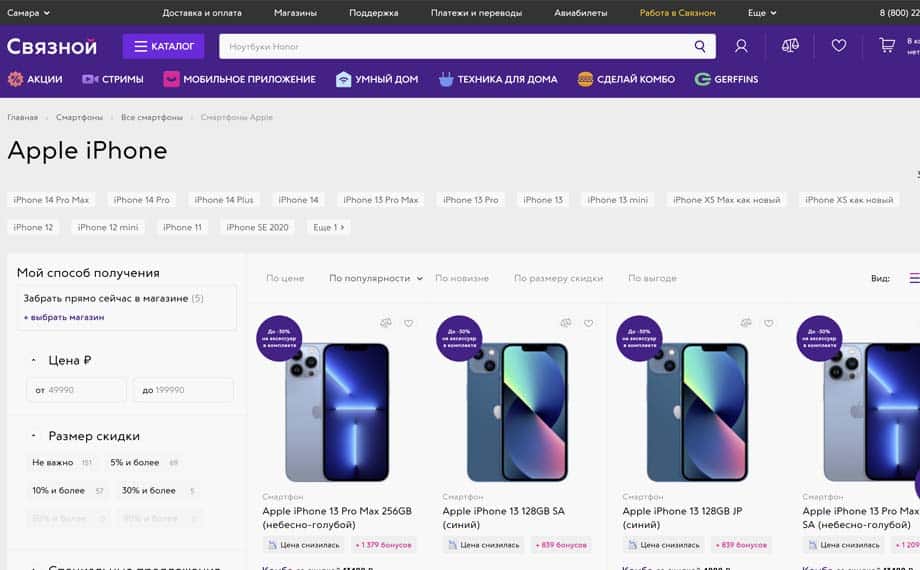 Самара
Доставка и оплата
Магазины
Поддержка
Платежи и переводы
Авиабилеты
Работа в Связном
Еще
8 (800) 22
Связной
КАТАЛОГ
Ноутбуки Honor
АКЦИИ
СТРИМЫ
МОБИЛЬНОЕ ПРИЛОЖЕНИЕ
УМНЫЙ ДОМ
ТЕХНИКА ДЛЯ ДОМА
СДЕЛАЙ КОМБО
GERFFINS
Главная
Смартфоны
Все смартфоны
Смартфоны Apple
Apple iPhone
iPhone 14 Pro Max
iPhone 14 Pro
iPhone 14 Plus
iPhone 14
iPhone 13 Pro Max
iPhone 13 Pro
iPhone 13
iPhone 13 mini
iPhone XS Max как новый
iPhone XS как новый
iPhone 12
iPhone 12 mini
iPhone 11
iPhone SE 2020
Еще 1
Мой способ получения
Забрать прямо сейчас в магазине (5)
+ выбрать магазин
Цена ₽
от 49990
до 199990
Размер скидки
Не важно 151
5% и более 69
10% и более 57
30% и более 5
По цене
По популярности
По новизне
По размеру скидки
По выгоде
Вид:
До -30%
на аксессуар
в комплекте
Смартфон
Apple iPhone 13 Pro Max 256GB
(небесно-голубой)
Цена снизилась
+ 1 379 бонусов
До -30%
на аксессуар
в комплекте
Смартфон
Apple iPhone 13 128GB SA
(синий)
Цена снизилась
+ 839 бонусов
До -30%
на аксессуар
в комплекте
Смартфон
Apple iPhone 13 128GB JP
(синий)
Цена снизилась
+ 839 бонусов
До -30%
на аксессуар
в комплекте
Смартфон
Apple iPhone 13 Pro Max
SA (небесно-голубой)
Цена снизилась
+ 1 209